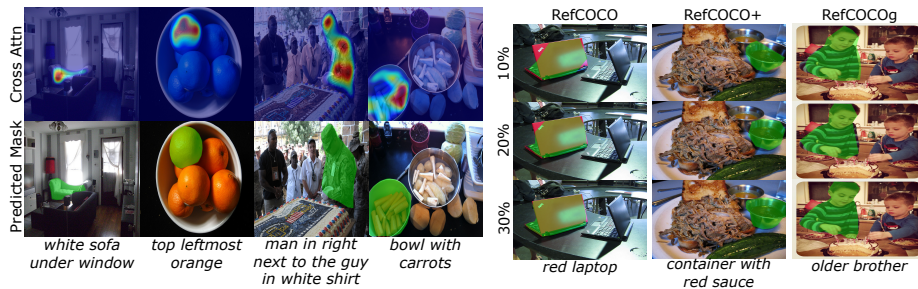 Cross Attn
Predicted Mask
white sofa
under window
top leftmost
orange
man in right
next to the guy
in white shirt
bowl with
carrots
RefCOCO
RefCOCO+
RefCOCOg
10%
20%
30%
red laptop
container with
red sauce
older brother